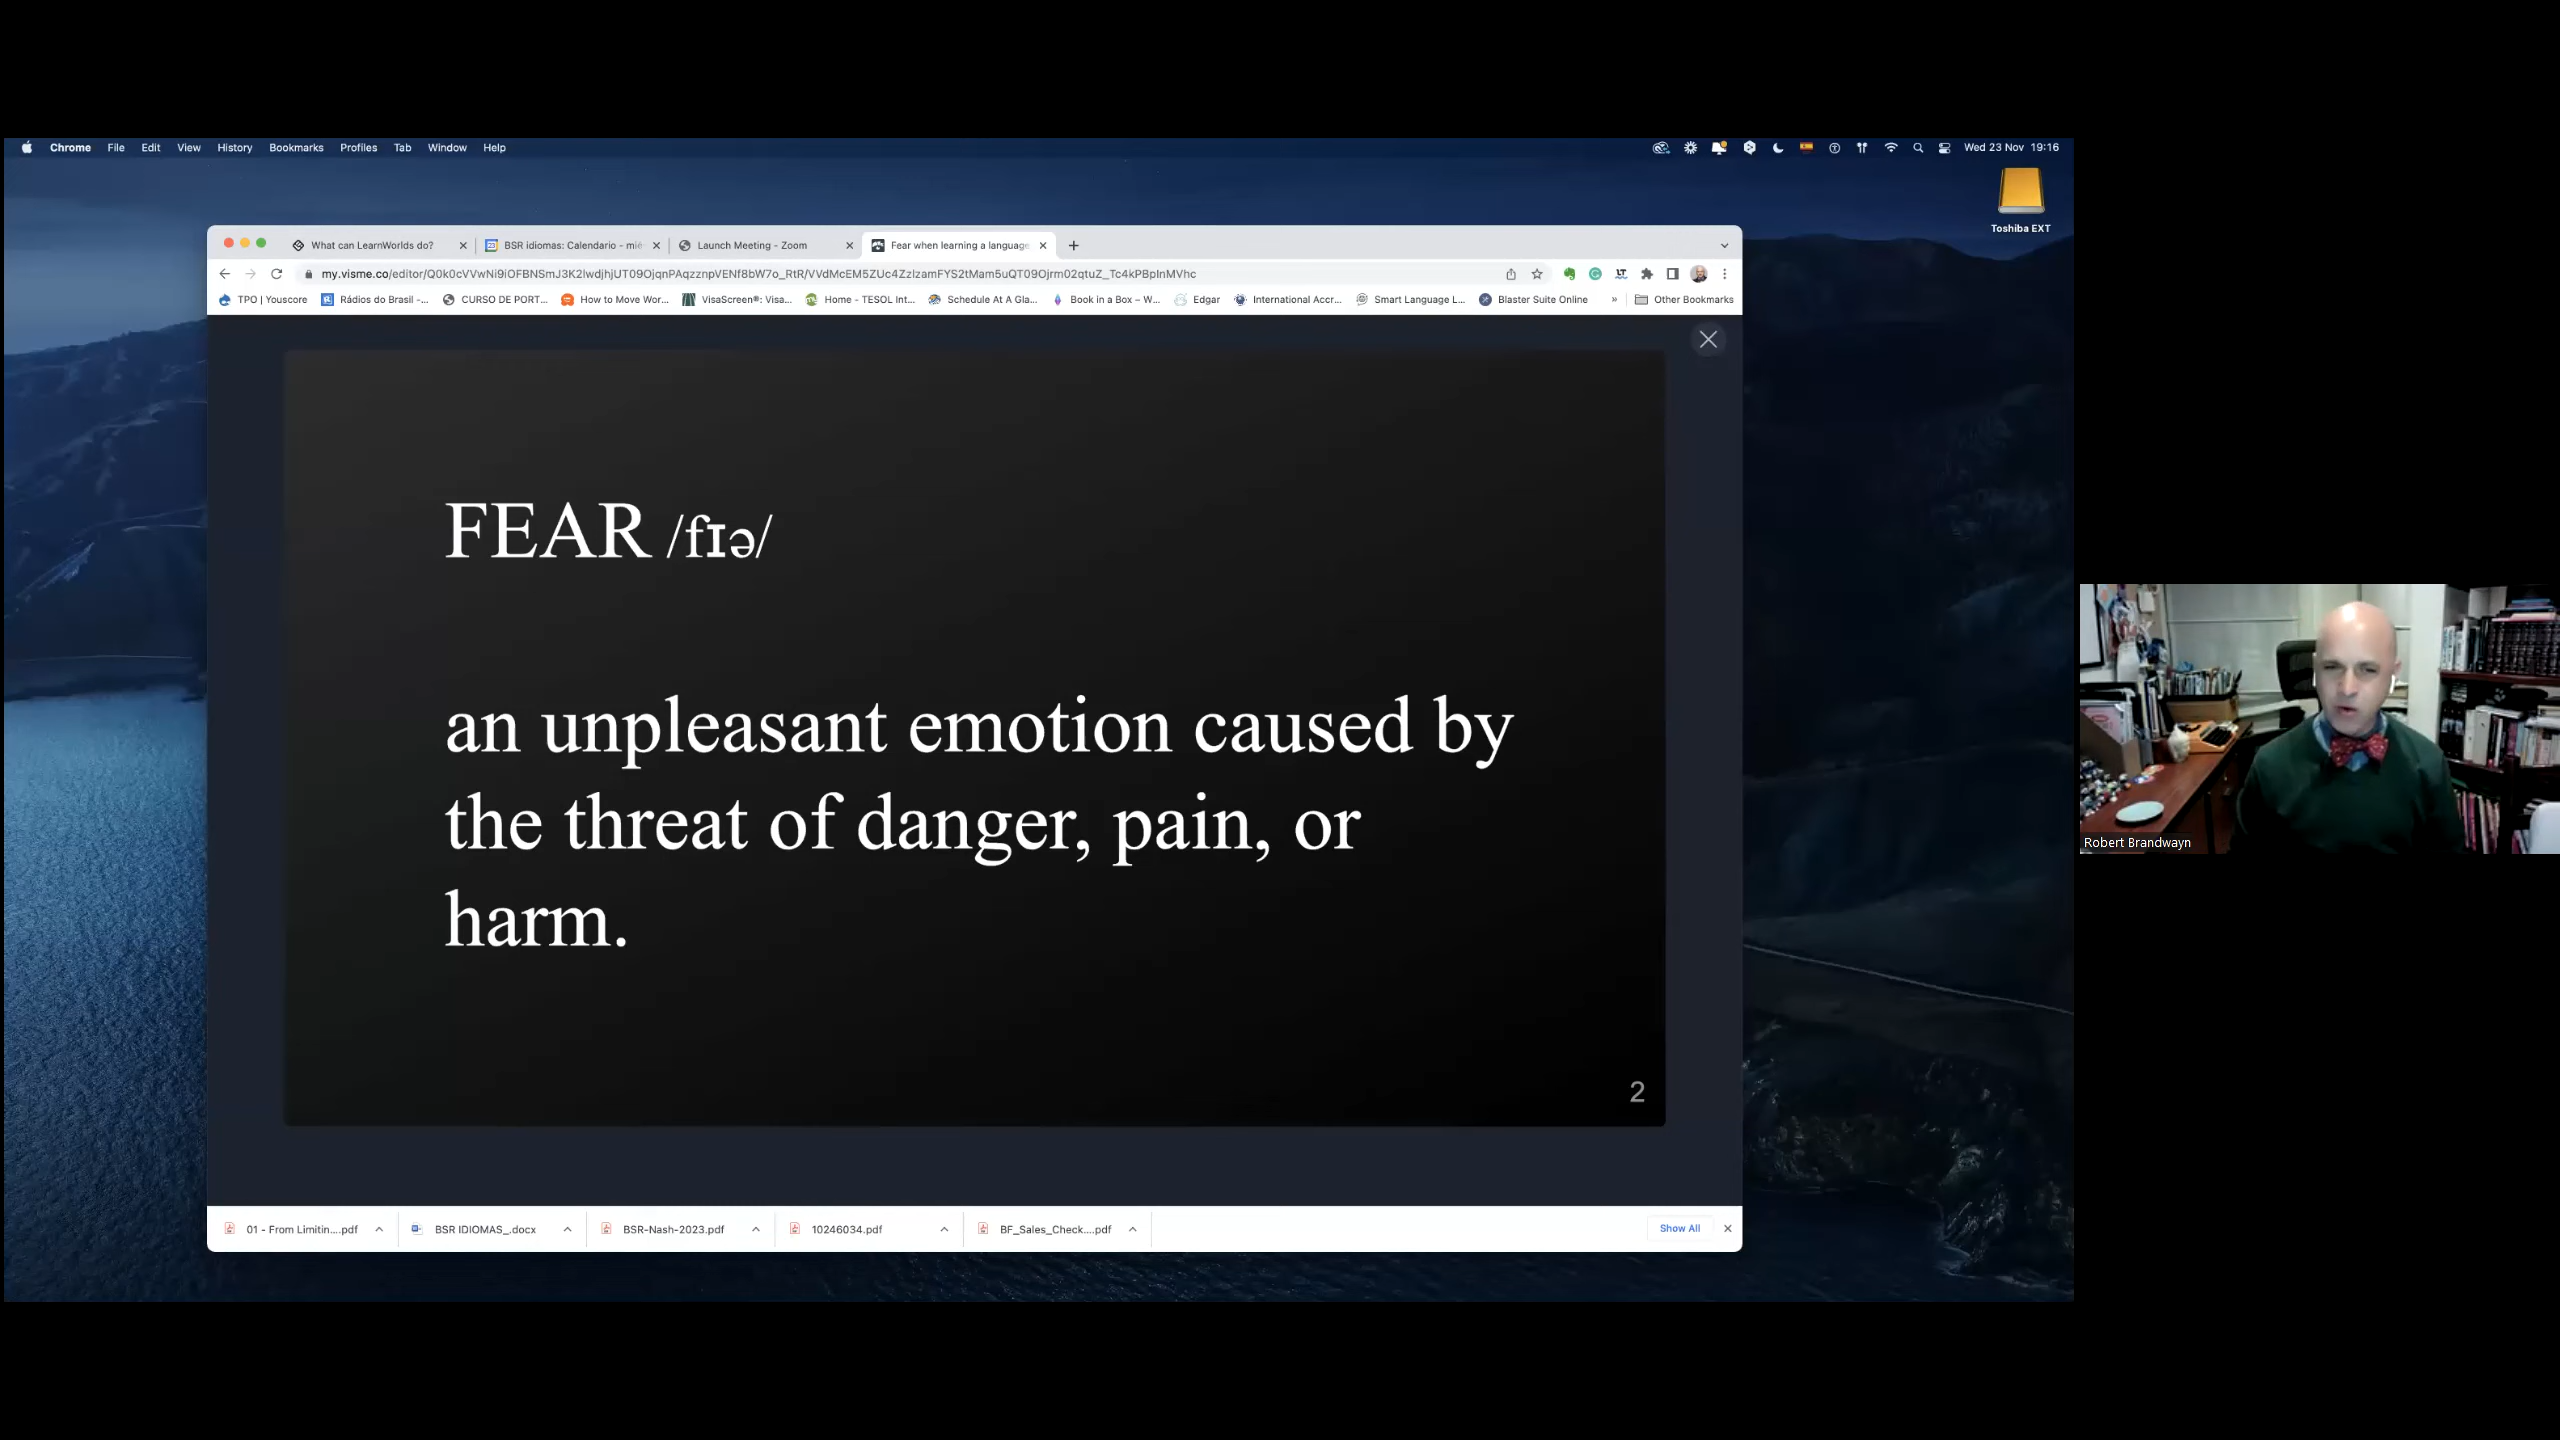 Chrome File Edit View History Bookmarks Profiles Tab Window Help
Wed 23 Nov 19:16
Toshiba EXT
What can LearnWorlds do?
BSR idiomas: Calendario - mié
Launch Meeting - Zoom
Fear when learning a language
my.visme.co/editor/
TPO | Youscore
Rádios do Brasil -...
CURSO DE PORT...
How to Move Wor...
VisaScreen®: Visa...
Home - TESOL Int...
Schedule At A Gla...
Book in a Box – W...
Edgar
International Accr...
Smart Language L...
Blaster Suite Online
»
Other Bookmarks
FEAR /fɪə/
an unpleasant emotion caused by
the threat of danger, pain, or
harm.
2
Robert Brandwayn
01 - From Limitin....pdf
BSR IDIOMAS_.docx
BSR-Nash-2023.pdf
10246034.pdf
BF_Sales_Check....pdf
Show All